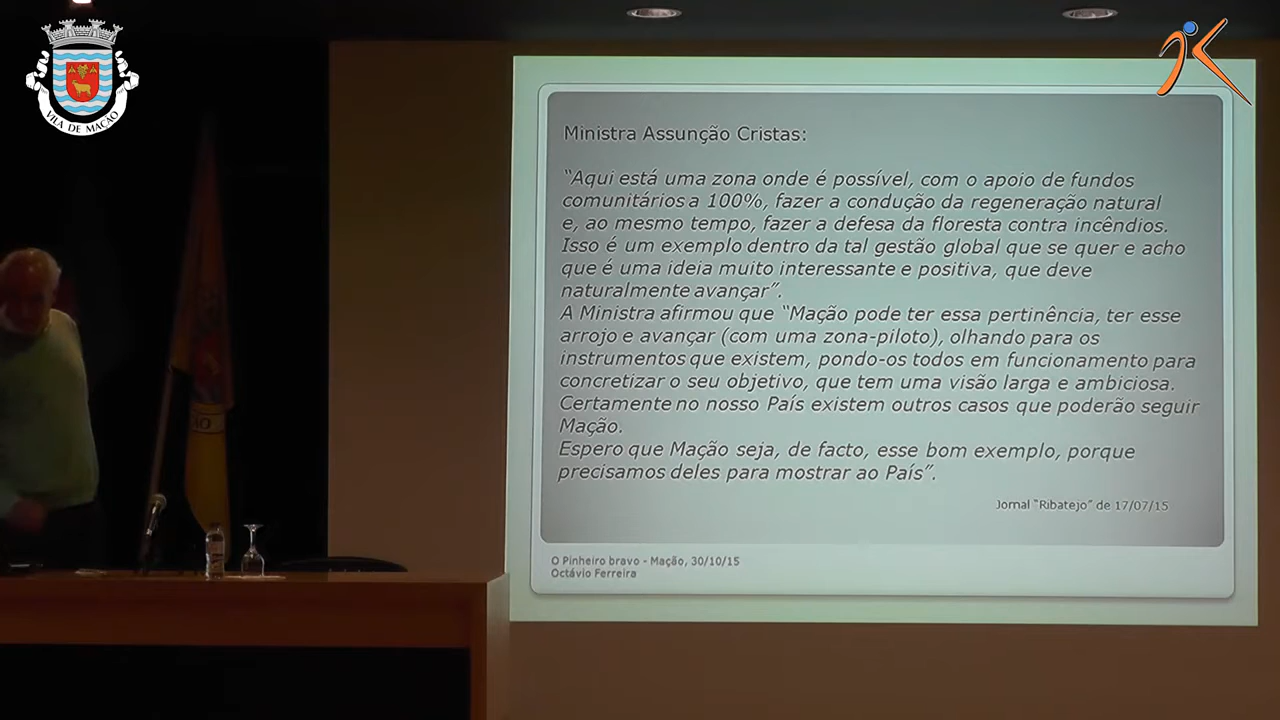 VILA DE MAÇÃO
Ministra Assunção Cristas:
“Aqui está uma zona onde é possível, com o apoio de fundos
comunitários a 100%, fazer a condução da regeneração natural
e, ao mesmo tempo, fazer a defesa da floresta contra incêndios.
Isso é um exemplo dentro da tal gestão global que se quer e acho
que é uma ideia muito interessante e positiva, que deve
naturalmente avançar”.
A Ministra afirmou que “Mação pode ter essa pertinência, ter esse
arrojo e avançar (com uma zona-piloto), olhando para os
instrumentos que existem, pondo-os todos em funcionamento para
concretizar o seu objetivo, que tem uma visão larga e ambiciosa.
Certamente no nosso País existem outros casos que poderão seguir
Mação.
Espero que Mação seja, de facto, esse bom exemplo, porque
precisamos deles para mostrar ao País”.
Jornal “Ribatejo” de 17/07/15
O Pinheiro bravo - Mação, 30/10/15
Octávio Ferreira